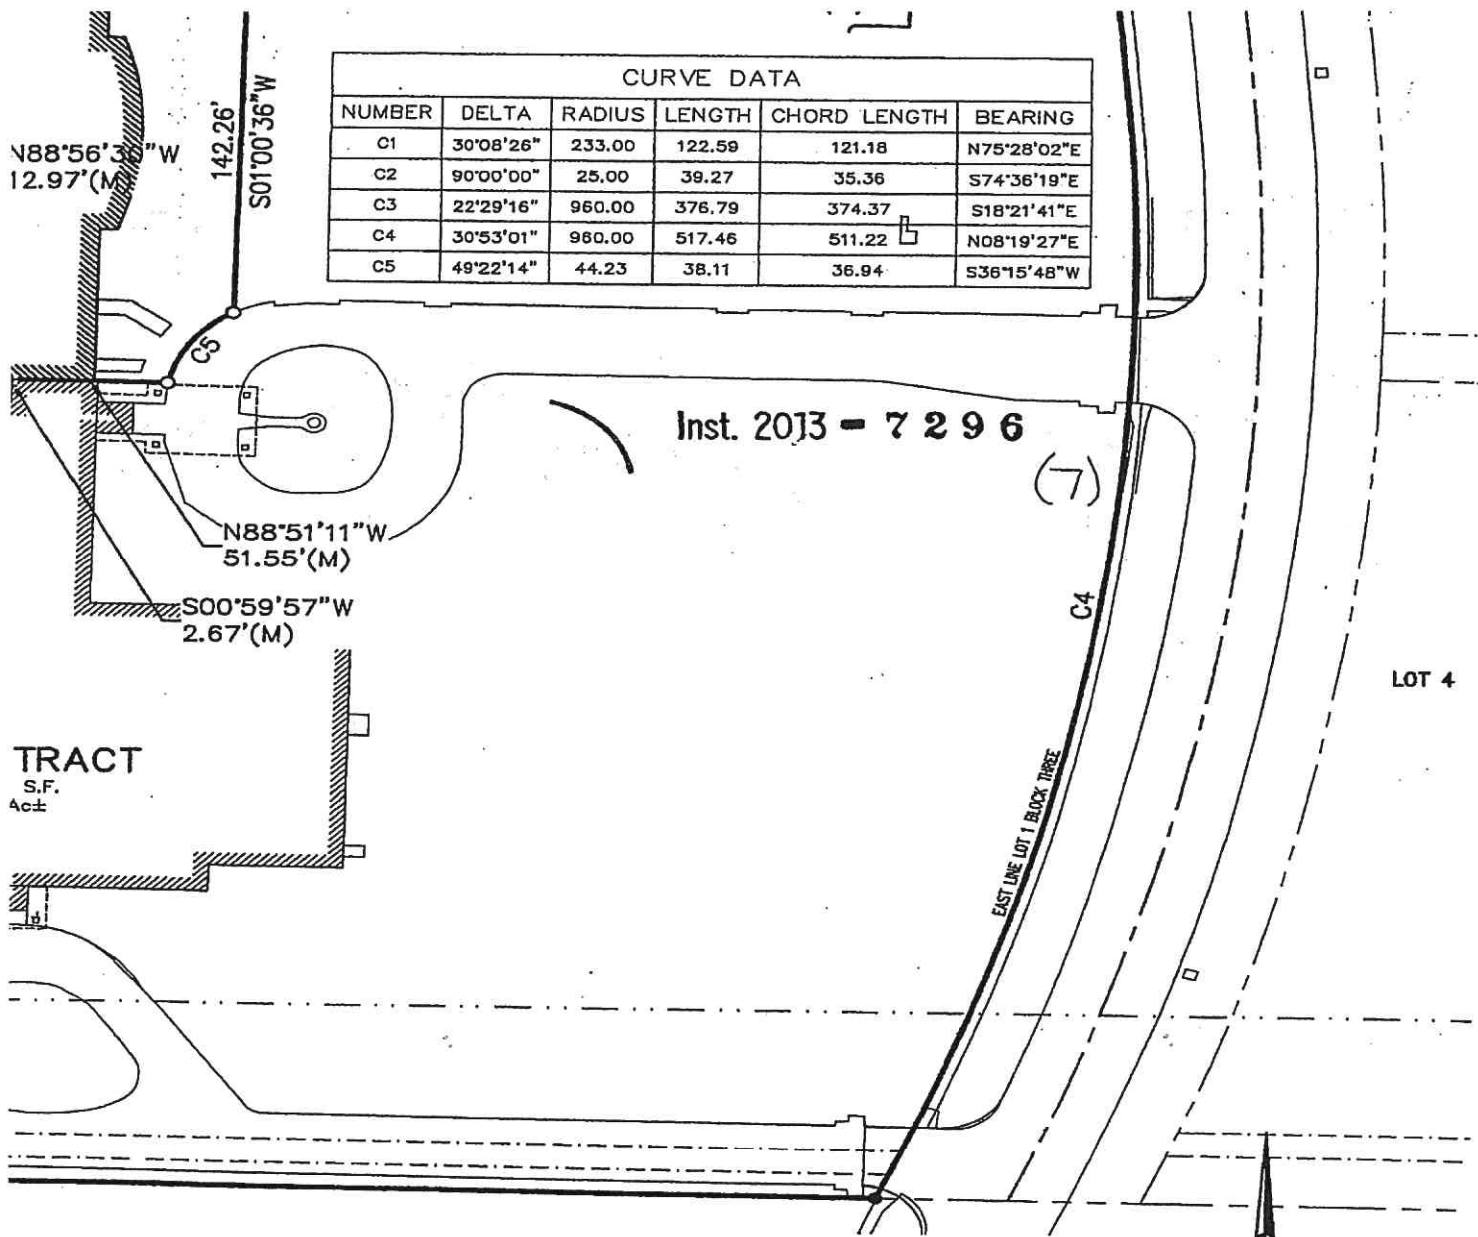 CURVE DATA
NUMBER DELTA RADIUS LENGTH CHORD LENGTH BEARING
C1 30°08'26" 233.00 122.59 121.18 N75°28'02"E
C2 90°00'00" 25.00 39.27 35.36 S74°36'19"E
C3 22°29'16" 960.00 376.79 374.37 S18°21'41"E
C4 30°53'01" 960.00 517.46 511.22 N08°19'27"E
C5 49°22'14" 44.23 38.11 36.94 S36°15'48"W
142.26'
S01°00'36"W
N88°56'36"W
12.97'(M)
C5
Inst. 2013 - 7296
(7)
N88°51'11"W
51.55'(M)
S00°59'57"W
2.67'(M)
C4
LOT 4
EAST LINE LOT 1 BLOCK THREE
TRACT
S.F.
Ac±